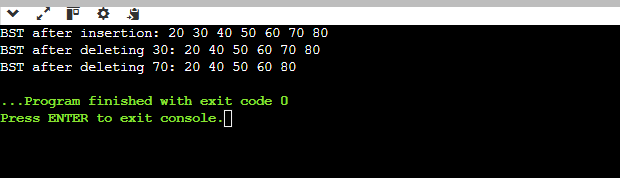 BST after insertion: 20 30 40 50 60 70 80
BST after deleting 30: 20 40 50 60 70 80
BST after deleting 70: 20 40 50 60 80
...Program finished with exit code 0
Press ENTER to exit console.